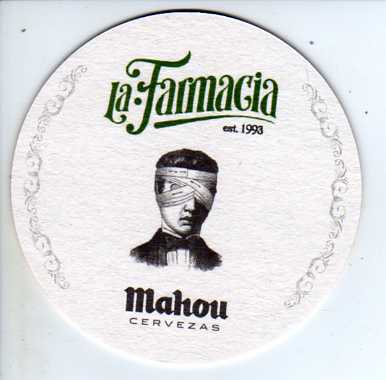 La Farmacia
est. 1993
mahou
CERVEZAS